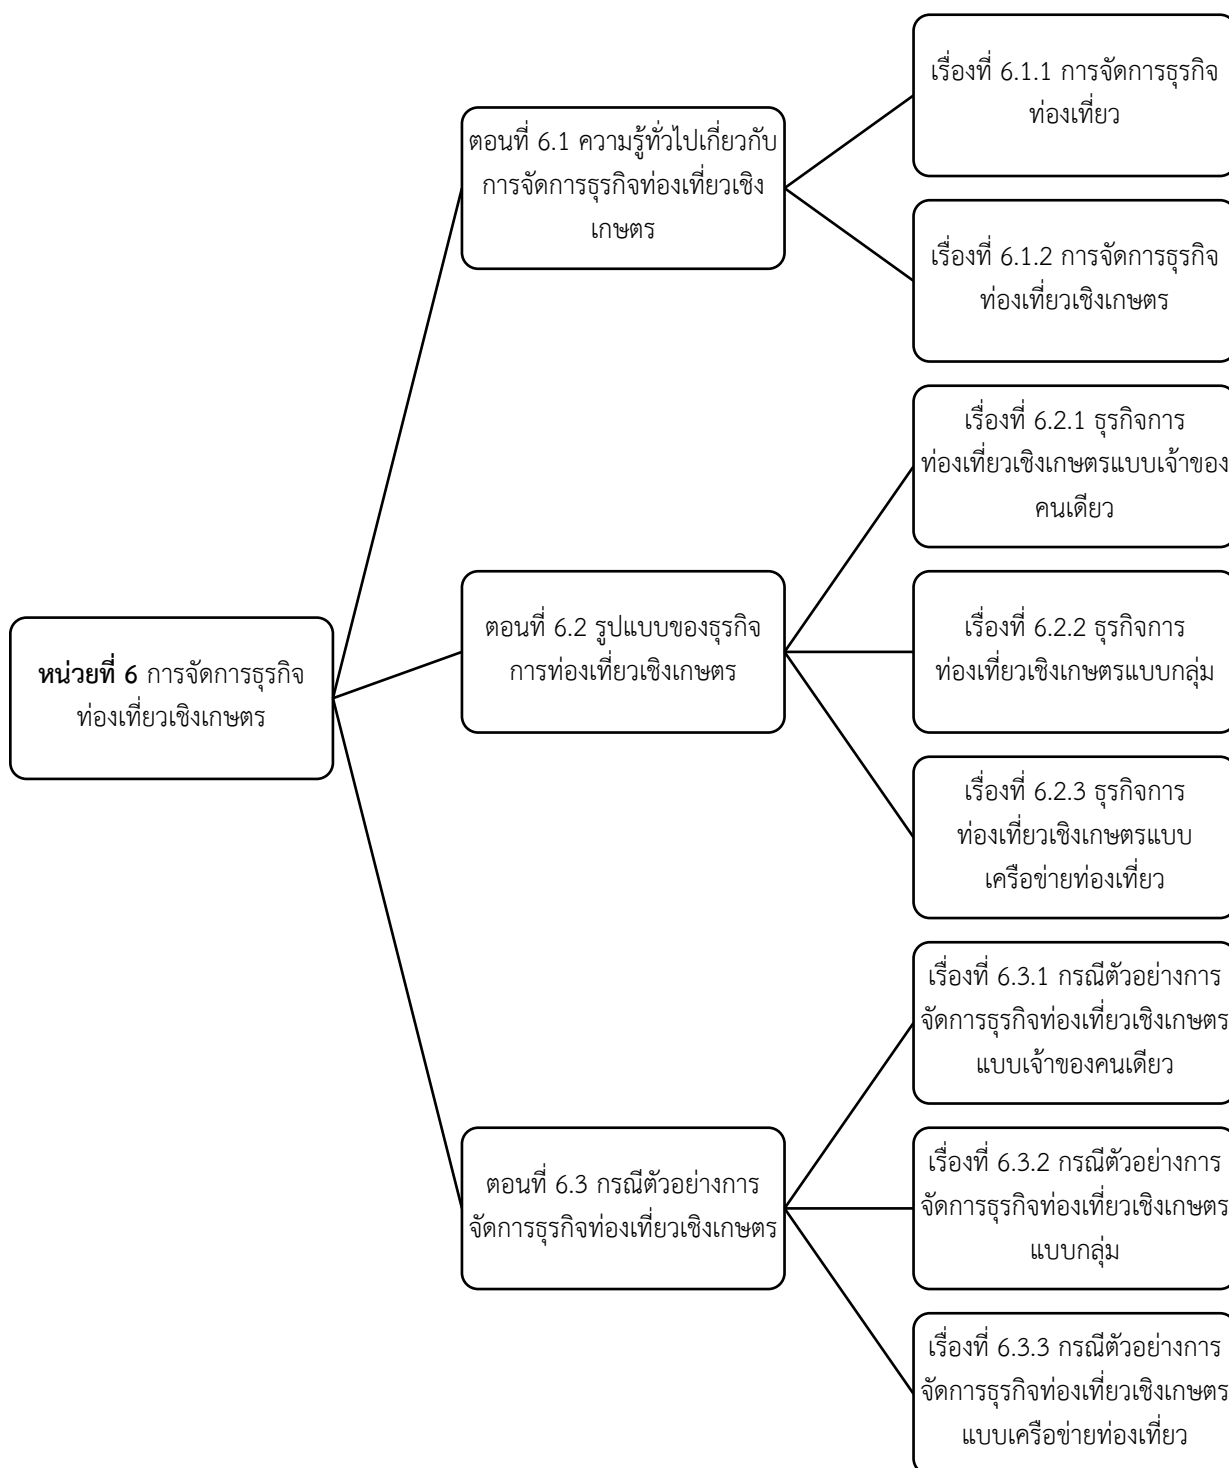 หน่วยที่ 6 การจัดการธุรกิจ
ท่องเที่ยวเชิงเกษตร
ตอนที่ 6.1 ความรู้ทั่วไปเกี่ยวกับ
การจัดการธุรกิจท่องเที่ยวเชิง
เกษตร
เรื่องที่ 6.1.1 การจัดการธุรกิจ
ท่องเที่ยว
เรื่องที่ 6.1.2 การจัดการธุรกิจ
ท่องเที่ยวเชิงเกษตร
ตอนที่ 6.2 รูปแบบของธุรกิจ
การท่องเที่ยวเชิงเกษตร
เรื่องที่ 6.2.1 ธุรกิจการ
ท่องเที่ยวเชิงเกษตรแบบเจ้าของ
คนเดียว
เรื่องที่ 6.2.2 ธุรกิจการ
ท่องเที่ยวเชิงเกษตรแบบกลุ่ม
เรื่องที่ 6.2.3 ธุรกิจการ
ท่องเที่ยวเชิงเกษตรแบบ
เครือข่ายท่องเที่ยว
ตอนที่ 6.3 กรณีตัวอย่างการ
จัดการธุรกิจท่องเที่ยวเชิงเกษตร
เรื่องที่ 6.3.1 กรณีตัวอย่างการ
จัดการธุรกิจท่องเที่ยวเชิงเกษตร
แบบเจ้าของคนเดียว
เรื่องที่ 6.3.2 กรณีตัวอย่างการ
จัดการธุรกิจท่องเที่ยวเชิงเกษตร
แบบกลุ่ม
เรื่องที่ 6.3.3 กรณีตัวอย่างการ
จัดการธุรกิจท่องเที่ยวเชิงเกษตร
แบบเครือข่ายท่องเที่ยว